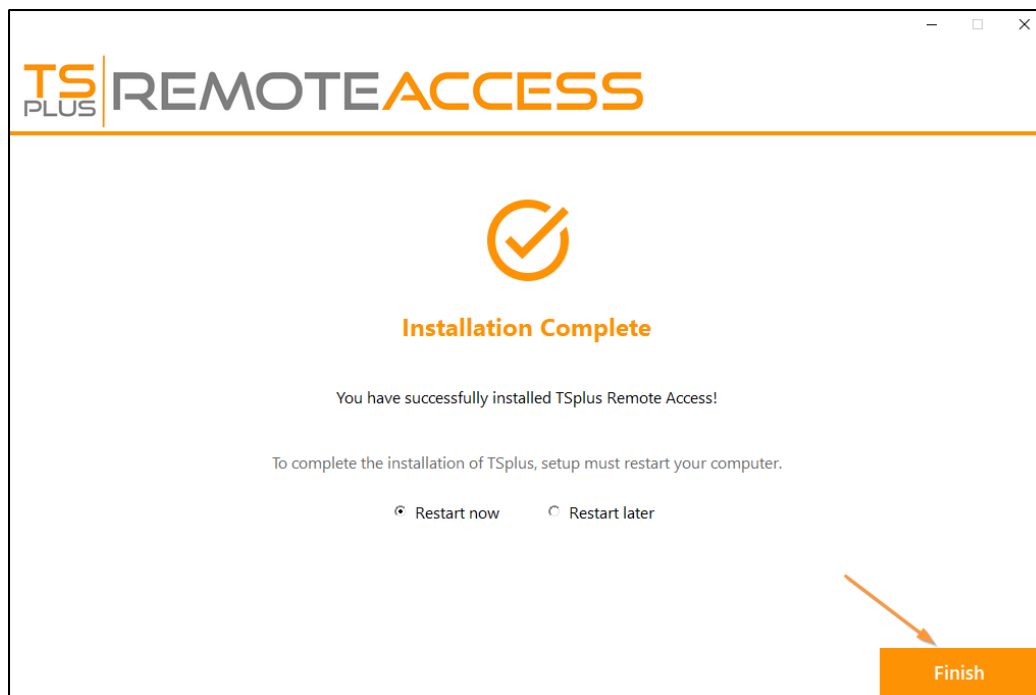 TS PLUS REMOTEACCESS
Installation Complete
You have successfully installed TSplus Remote Access!
To complete the installation of TSplus, setup must restart your computer.
Restart now Restart later
Finish